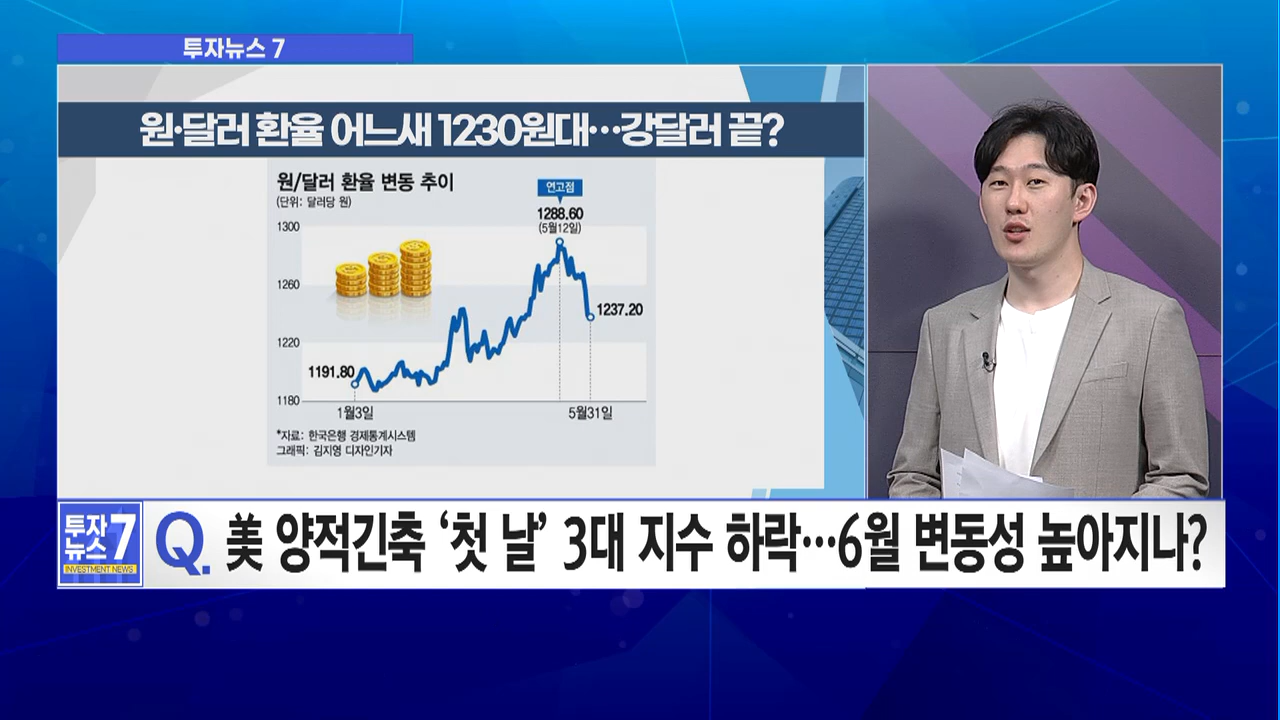 투자뉴스 7
원·달러 환율 어느새 1230원대…강달러 끝?
원/달러 환율 변동 추이
(단위: 달러당 원)
연고점
1288.60
(5월12일)
1300
1260
1237.20
1220
1191.80
1180
1월3일
5월31일
*자료: 한국은행 경제통계시스템
그래픽: 김지영 디자인기자
투자
뉴스 7
INVESTMENT NEWS
Q. 美 양적긴축 ‘첫 날’ 3대 지수 하락…6월 변동성 높아지나?